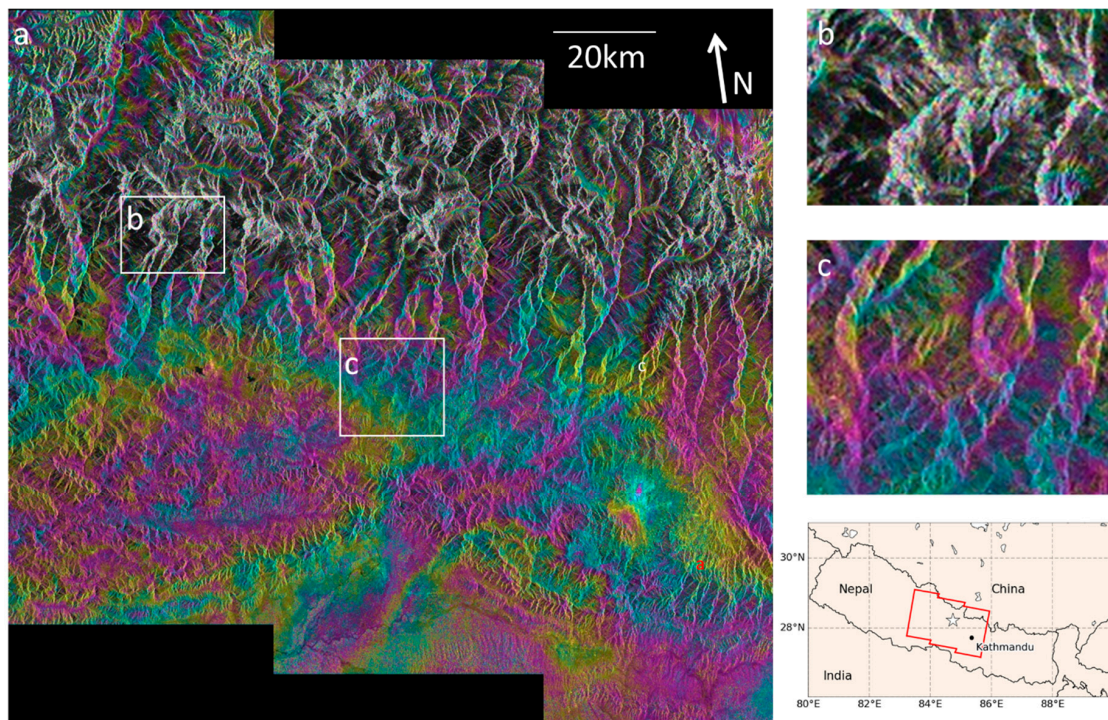 a
20km
N
b
c
c
a
b
c
30°N
28°N
Nepal
China
Kathmandu
India
80°E
82°E
84°E
86°E
88°E